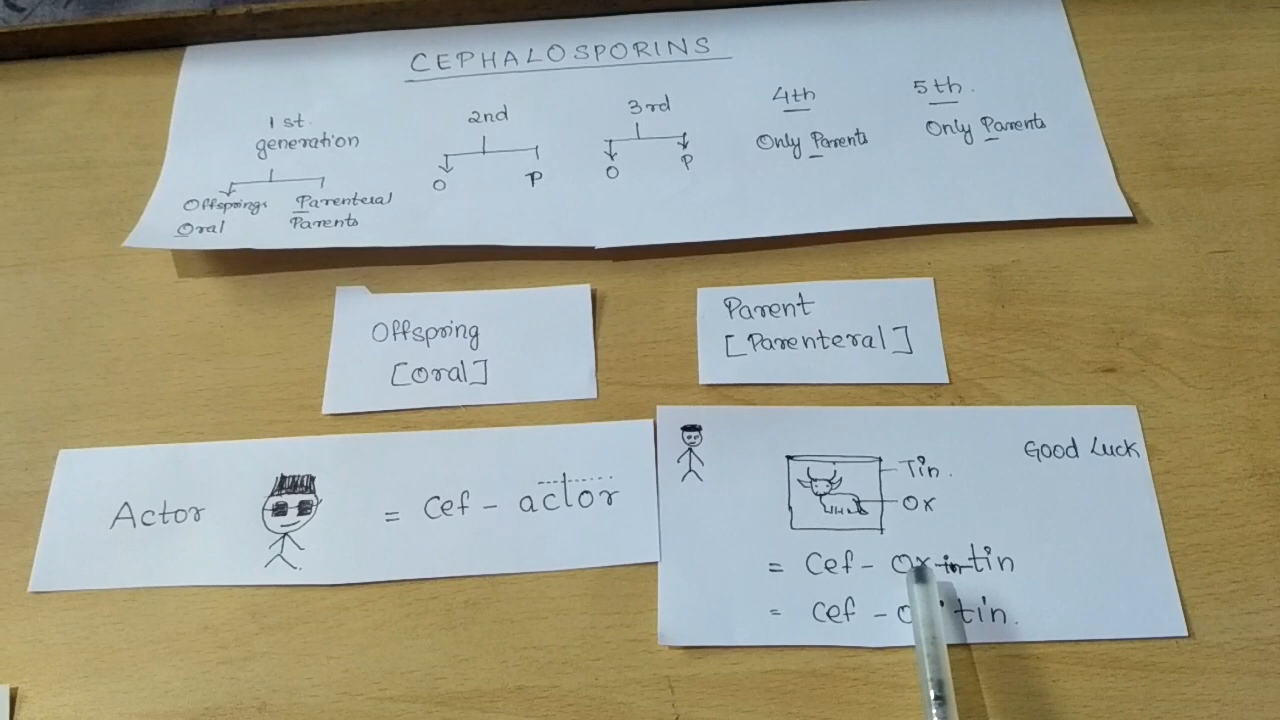 CEPHALOSPORINS
1st.
generation
Offsprings
Oral
Parenteral
Parents
2nd
O
P
3rd
O
P
4th
Only Parents
5th.
Only Parents
Offspring
[Oral]
Parent
[Parenteral]
Actor
= cef - actor
Good Luck
Tin.
OX
= Cef - ox in tin
= cef - tin.